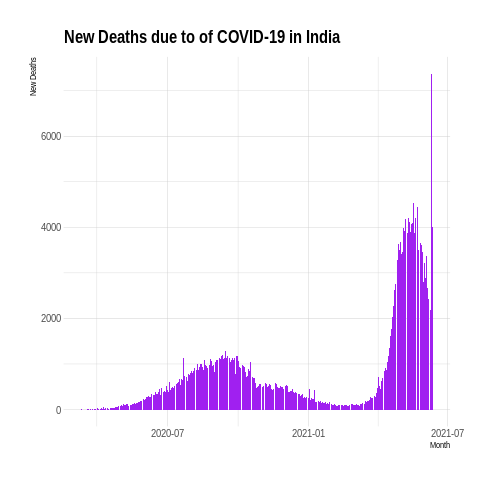 New Deaths due to of COVID-19 in India
New Deaths
6000
4000
2000
0
2020-07
2021-01
2021-07
Month